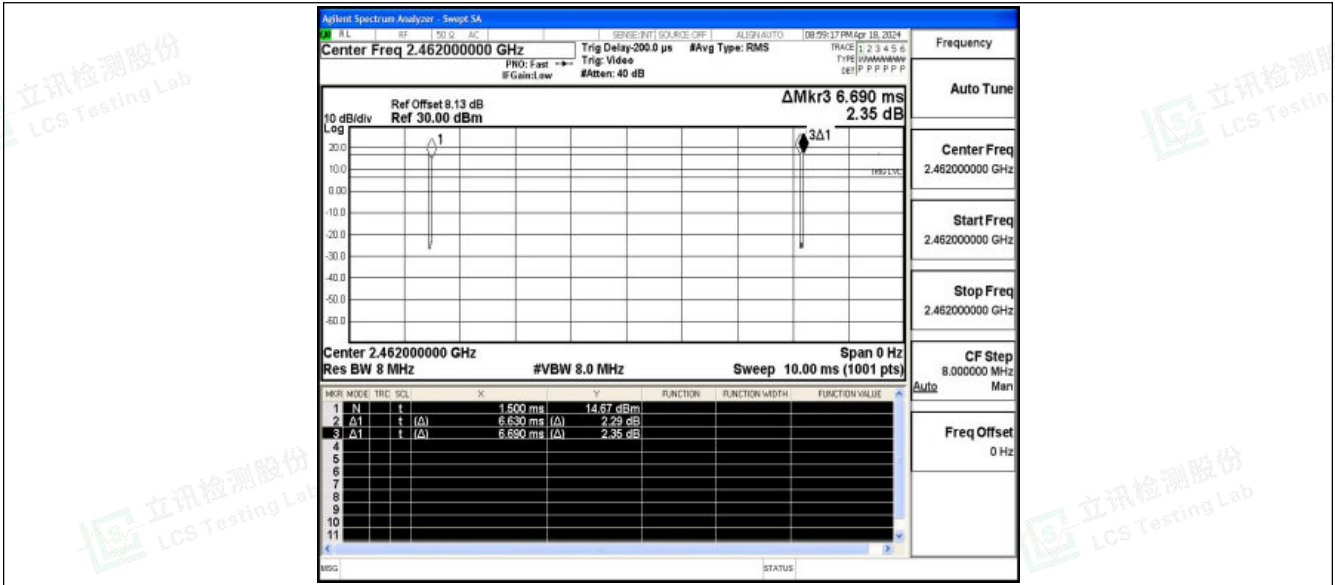 Agilent Spectrum Analyzer - Swept SA
RL RF 50 Ω AC SENSE:INT SOURCE OFF ALIGN AUTO 08:59:17 PM Apr 18, 2024
Center Freq 2.462000000 GHz
PNO: Fast
IFGain:Low
Trig Delay-200.0 µs #Avg Type: RMS
Trig: Video
#Atten: 40 dB
TRACE 1 2 3 4 5 6
TYPE
DET P P P P P P
Frequency
Auto Tune
Center Freq
2.462000000 GHz
Start Freq
2.462000000 GHz
Stop Freq
2.462000000 GHz
CF Step
8.000000 MHz
Auto Man
Freq Offset
0 Hz
Ref Offset 8.13 dB
10 dB/div Ref 30.00 dBm
Log
ΔMkr3 6.690 ms
2.35 dB
1
3Δ1
TRIG LVL
20.0
10.0
0.00
-10.0
-20.0
-30.0
-40.0
-50.0
-60.0
Center 2.462000000 GHz Span 0 Hz
Res BW 8 MHz #VBW 8.0 MHz Sweep 10.00 ms (1001 pts)
MKR MODE TRC SCL X Y FUNCTION FUNCTION WIDTH FUNCTION VALUE
1 N t 1.500 ms 14.67 dBm
2 Δ1 t (Δ) 6.630 ms (Δ) 2.29 dB
3 Δ1 t (Δ) 6.690 ms (Δ) 2.35 dB
4
5
6
7
8
9
10
11
MSG STATUS
立讯检测股份
LCS Testing Lab
立讯检测股份
LCS Testing Lab
立讯检测股份
LCS Testing Lab